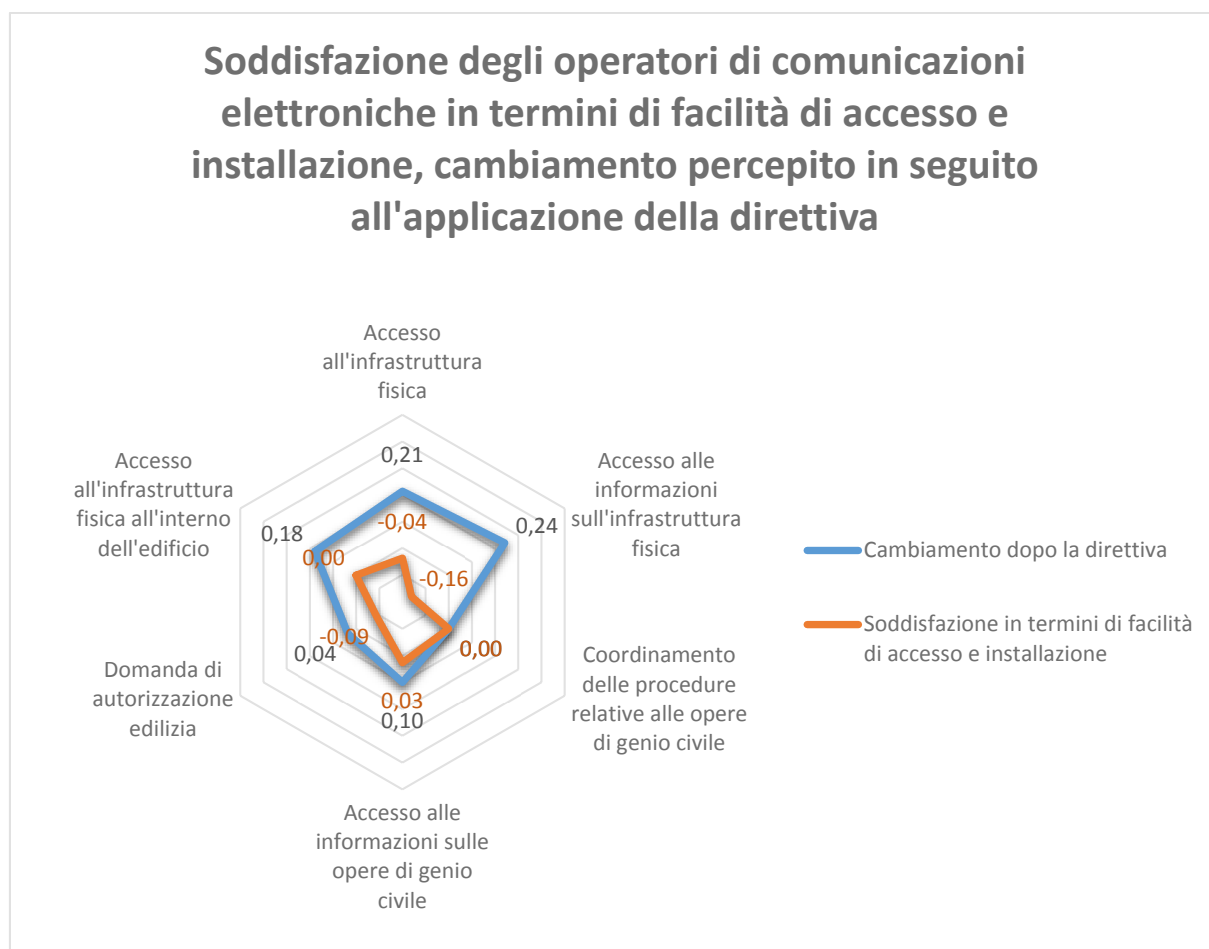 Soddisfazione degli operatori di comunicazioni
elettroniche in termini di facilità di accesso e
installazione, cambiamento percepito in seguito
all'applicazione della direttiva
Accesso
all'infrastruttura
fisica
Accesso alle
informazioni
sull'infrastruttura
fisica
Coordinamento
delle procedure
relative alle opere
di genio civile
Accesso alle
informazioni sulle
opere di genio
civile
Domanda di
autorizzazione
edilizia
Accesso
all'infrastruttura
fisica all'interno
dell'edificio
0,21
0,24
0,00
0,10
0,04
0,18
-0,04
-0,16
0,00
0,03
-0,09
0,00
Cambiamento dopo la direttiva
Soddisfazione in termini di facilità
di accesso e installazione